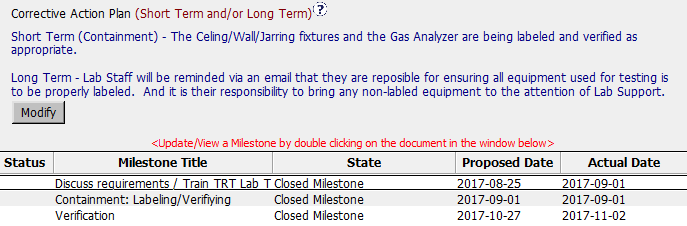 Corrective Action Plan (Short Term and/or Long Term)?
Short Term (Containment) - The Celing/Wall/Jarring fixtures and the Gas Analyzer are being labeled and verified as
appropriate.
Long Term - Lab Staff will be reminded via an email that they are reposible for ensuring all equipment used for testing is
to be properly labeled. And it is their responsibility to bring any non-labled equipment to the attention of Lab Support.
Modify
<Update/View a Milestone by double clicking on the document in the window below>
Status Milestone Title State Proposed Date Actual Date
Discuss requirements / Train TRT Lab T Closed Milestone 2017-08-25 2017-09-01
Containment: Labeling/Verifiying Closed Milestone 2017-09-01 2017-09-01
Verification Closed Milestone 2017-10-27 2017-11-02